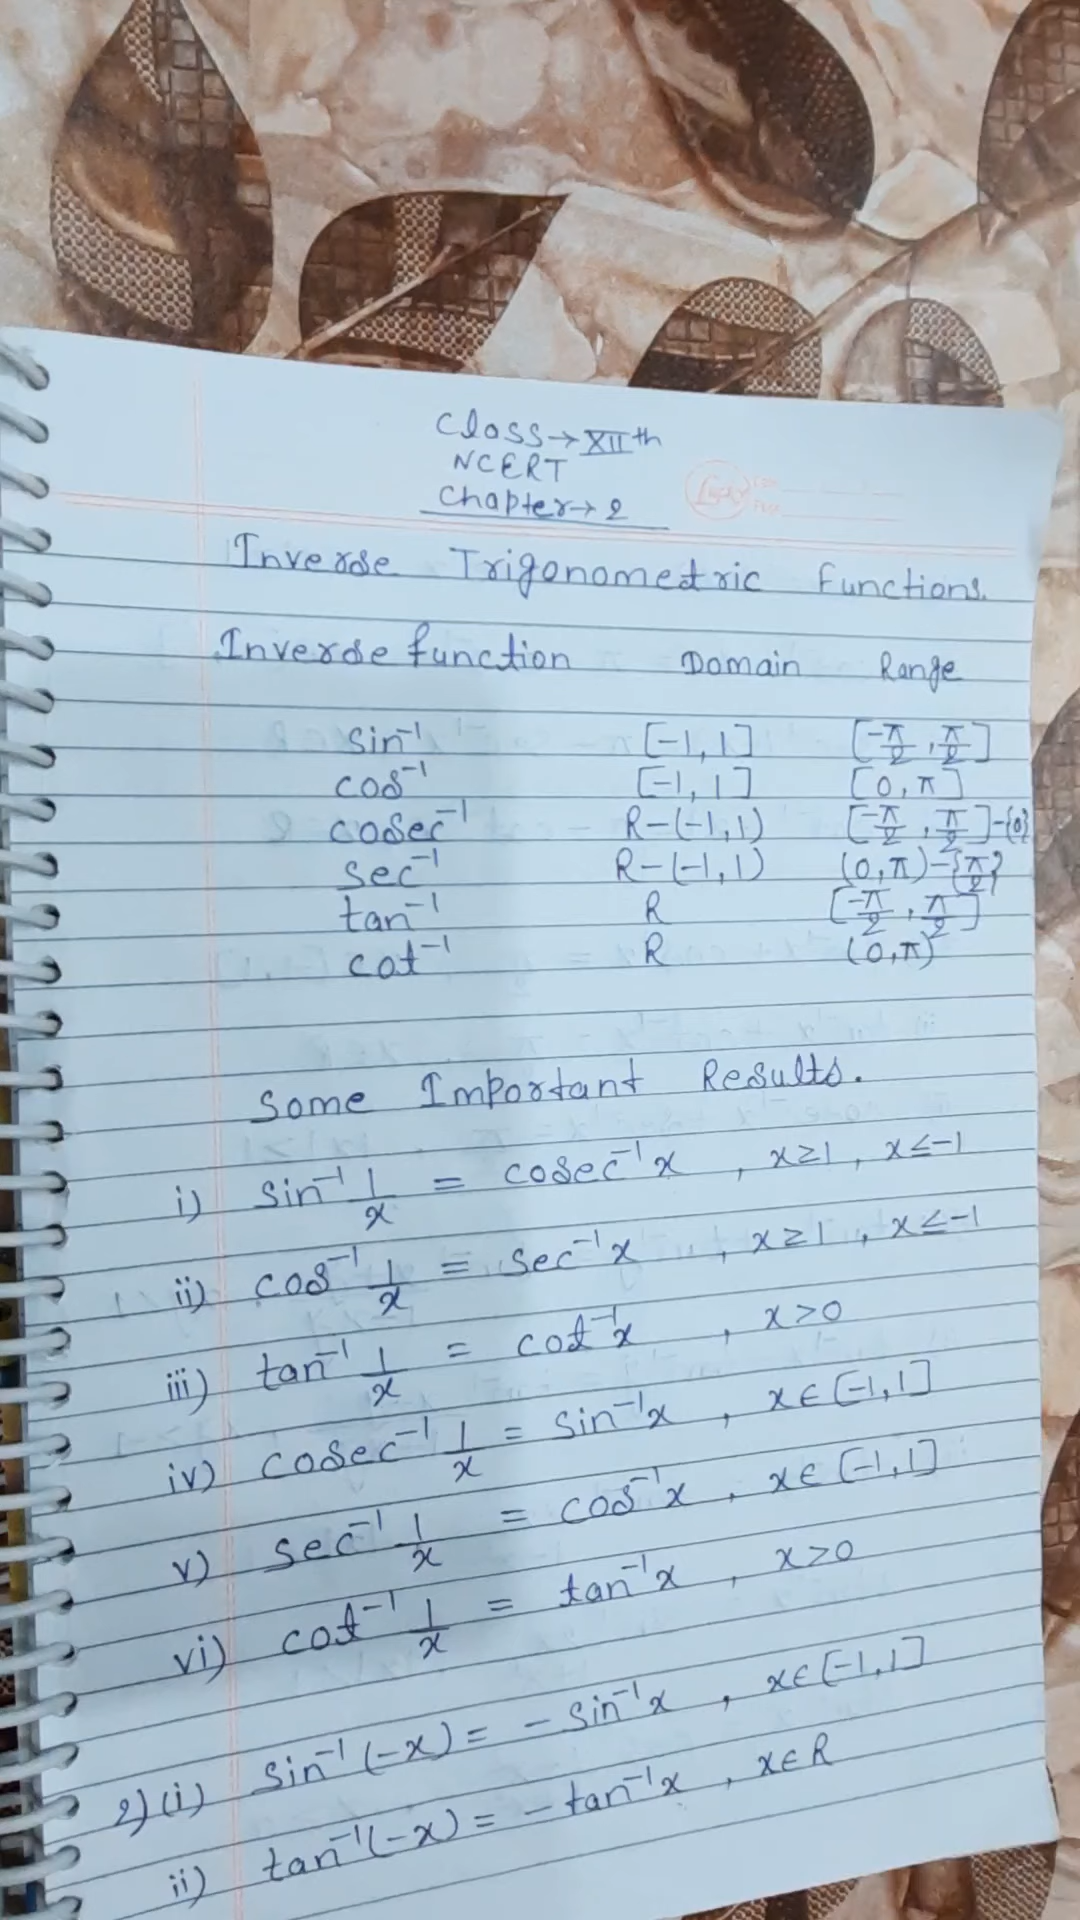 Class→XIIth
NCERT
Chapter→2
Inverse Trigonometric Functions.
Inverse function Domain Range
sin⁻¹ [-1,1] [-π/2, π/2]
cos⁻¹ [-1,1] [0,π]
cosec⁻¹ R-(-1,1) [-π/2, π/2]-{0}
sec⁻¹ R-(-1,1) (0,π)-{π/2}
tan⁻¹ R [-π/2, π/2]
cot⁻¹ R (0,π)
Some Important Results.
i) sin⁻¹ 1/x = cosec⁻¹x , x≥1, x≤-1
ii) cos⁻¹ 1/x = sec⁻¹x , x≥1, x≤-1
iii) tan⁻¹ 1/x = cot⁻¹x , x>0
iv) cosec⁻¹ 1/x = sin⁻¹x , x∈[-1,1]
v) sec⁻¹ 1/x = cos⁻¹x , x∈[-1,1]
vi) cot⁻¹ 1/x = tan⁻¹x , x>0
2) (i) sin⁻¹(-x) = -sin⁻¹x , x∈[-1,1]
ii) tan⁻¹(-x) = -tan⁻¹x , x∈R